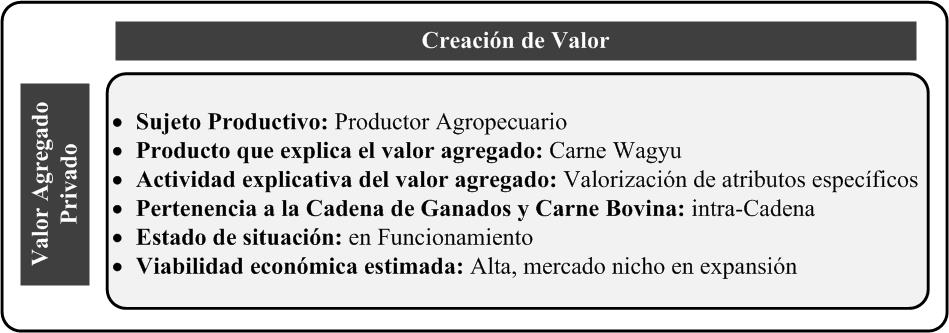 Creación de Valor
Valor Agregado
Privado
• Sujeto Productivo: Productor Agropecuario
• Producto que explica el valor agregado: Carne Wagyu
• Actividad explicativa del valor agregado: Valorización de atributos específicos
• Pertenencia a la Cadena de Ganados y Carne Bovina: intra-Cadena
• Estado de situación: en Funcionamiento
• Viabilidad económica estimada: Alta, mercado nicho en expansión